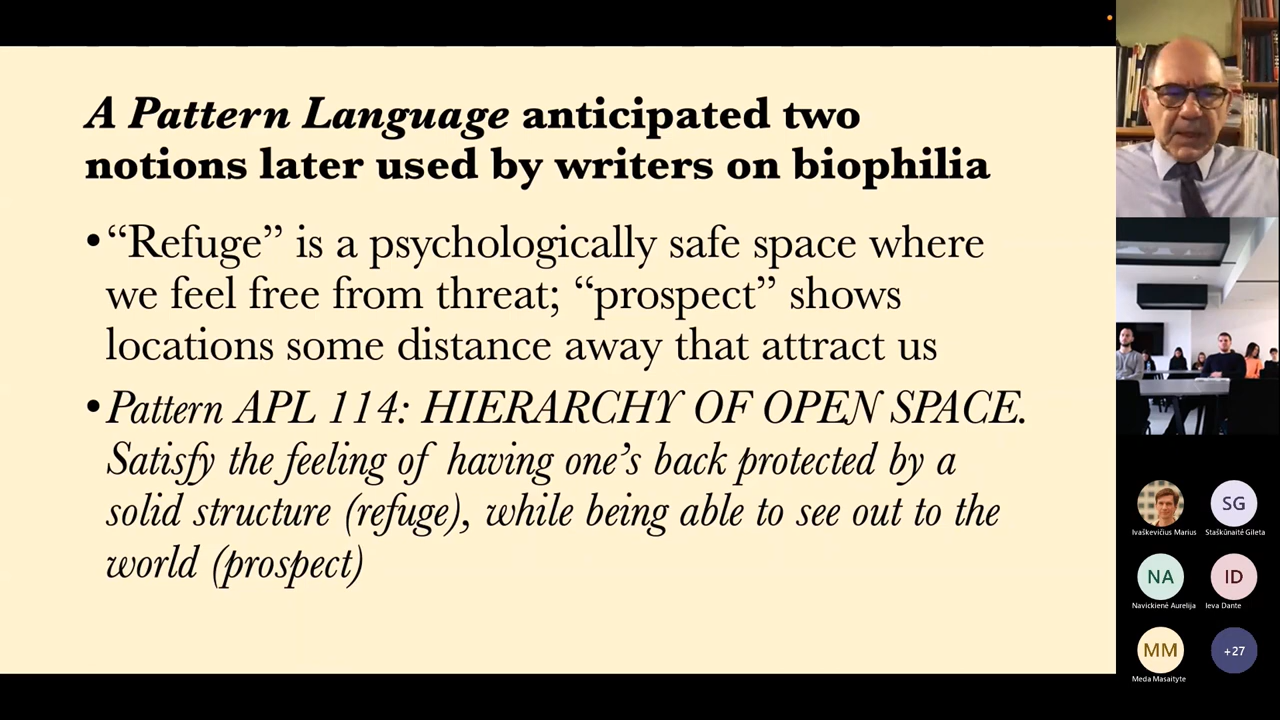 A Pattern Language anticipated two
notions later used by writers on biophilia
•“Refuge” is a psychologically safe space where
we feel free from threat; “prospect” shows
locations some distance away that attract us
•Pattern APL 114: HIERARCHY OF OPEN SPACE.
Satisfy the feeling of having one’s back protected by a
solid structure (refuge), while being able to see out to the
world (prospect)
SG
Ivaškevičius Marius
Staškūnaitė Gileta
NA
ID
Navickienė Aurelija
Ieva Dante
MM
+27
Meda Masaityte